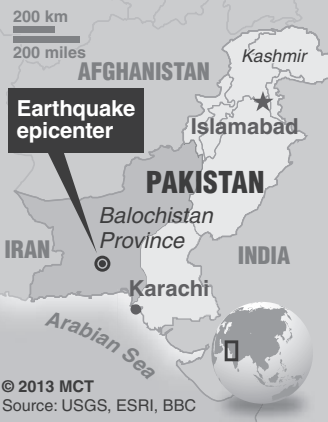 200 km
200 miles
Kashmir
AFGHANISTAN
Earthquake
epicenter
Islamabad
PAKISTAN
Balochistan
Province
IRAN
INDIA
Karachi
Arabian Sea
© 2013 MCT
Source: USGS, ESRI, BBC